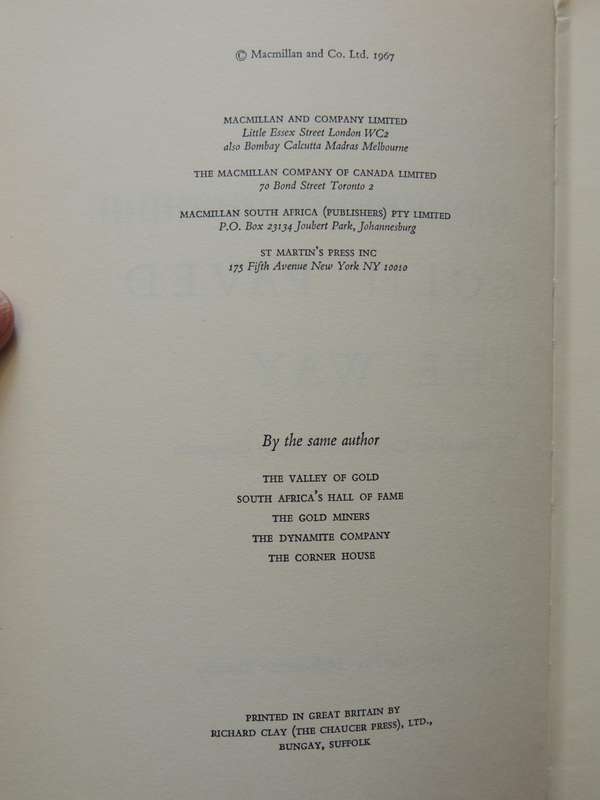 © Macmillan and Co. Ltd. 1967
MACMILLAN AND COMPANY LIMITED
Little Essex Street London WC2
also Bombay Calcutta Madras Melbourne
THE MACMILLAN COMPANY OF CANADA LIMITED
70 Bond Street Toronto 2
MACMILLAN SOUTH AFRICA (PUBLISHERS) PTY LIMITED
P.O. Box 23134 Joubert Park, Johannesburg
ST MARTIN'S PRESS INC
175 Fifth Avenue New York NY 10010
By the same author
THE VALLEY OF GOLD
SOUTH AFRICA'S HALL OF FAME
THE GOLD MINERS
THE DYNAMITE COMPANY
THE CORNER HOUSE
PRINTED IN GREAT BRITAIN BY
RICHARD CLAY (THE CHAUCER PRESS), LTD.,
BUNGAY, SUFFOLK